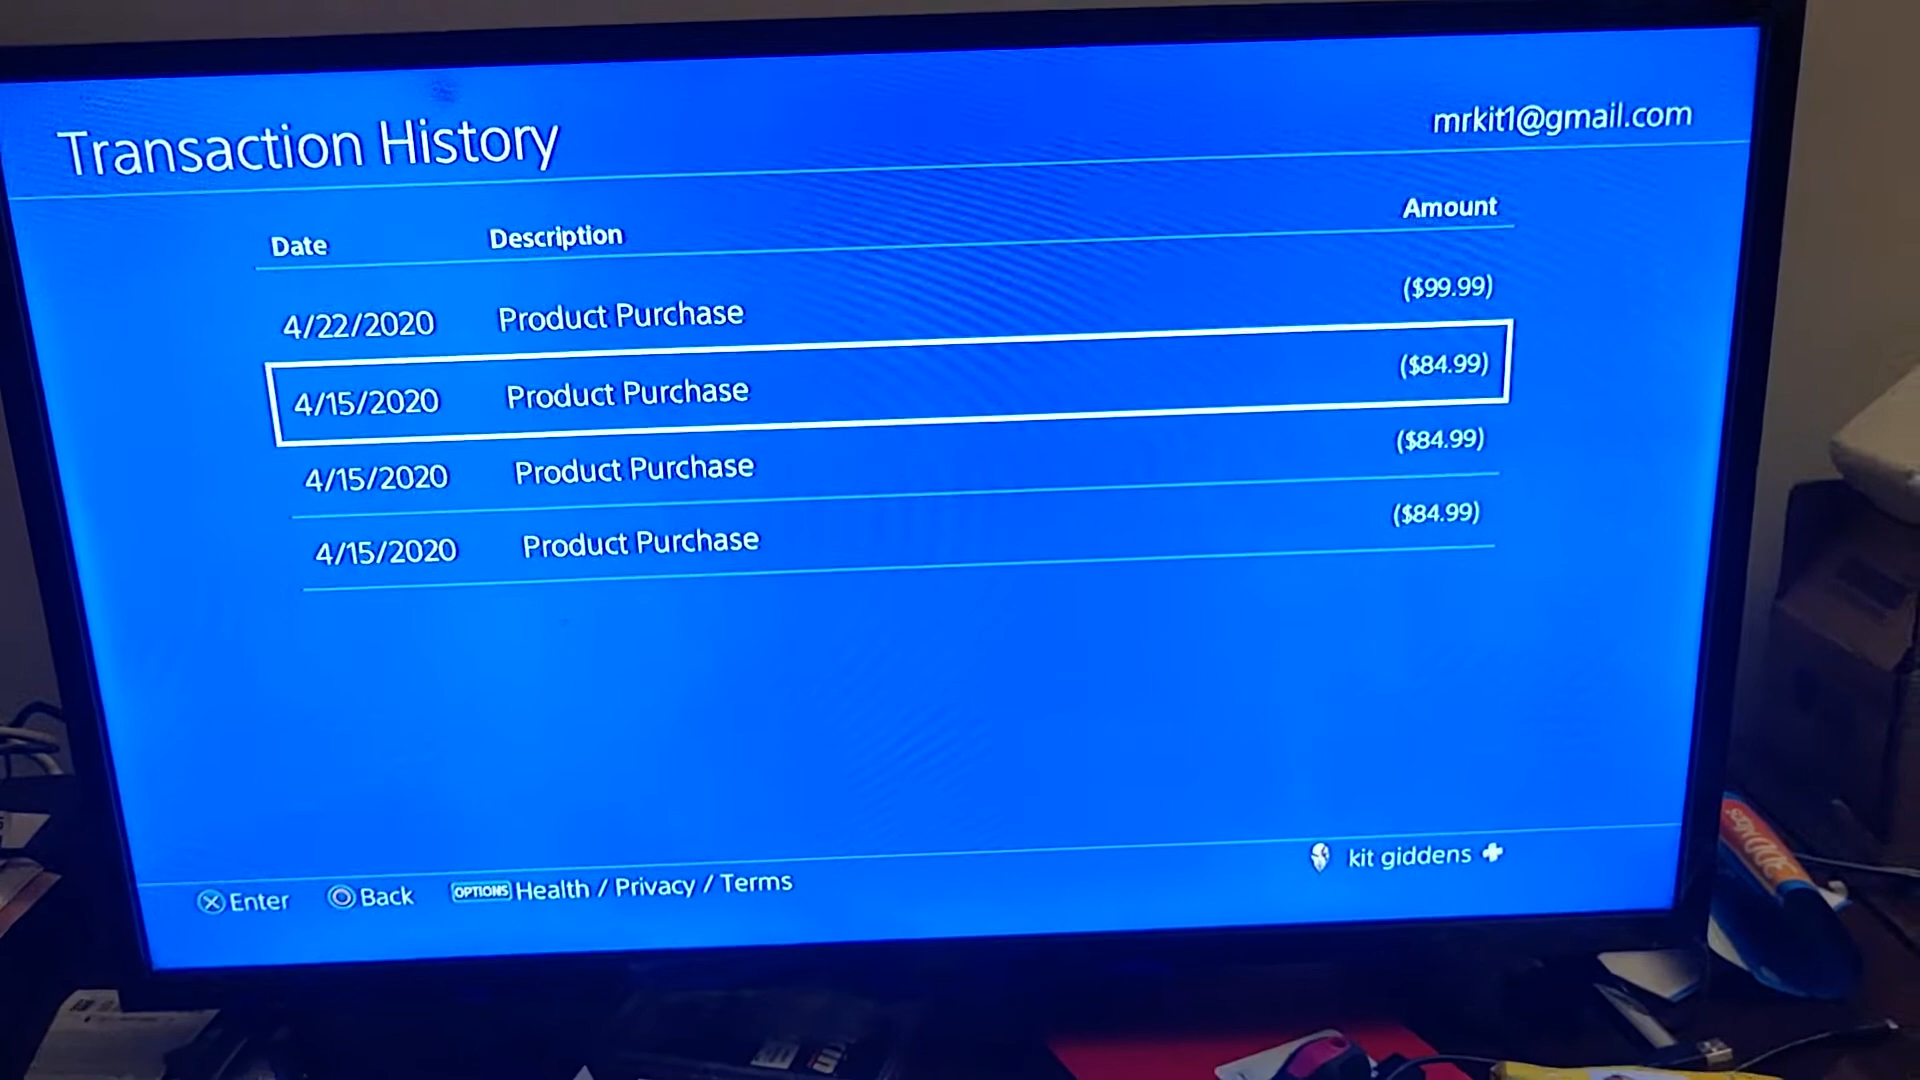 Transaction History
mrkit1@gmail.com
Date Description Amount
4/22/2020 Product Purchase ($99.99)
4/15/2020 Product Purchase ($84.99)
4/15/2020 Product Purchase ($84.99)
4/15/2020 Product Purchase ($84.99)
kit giddens
Enter Back OPTIONS Health / Privacy / Terms